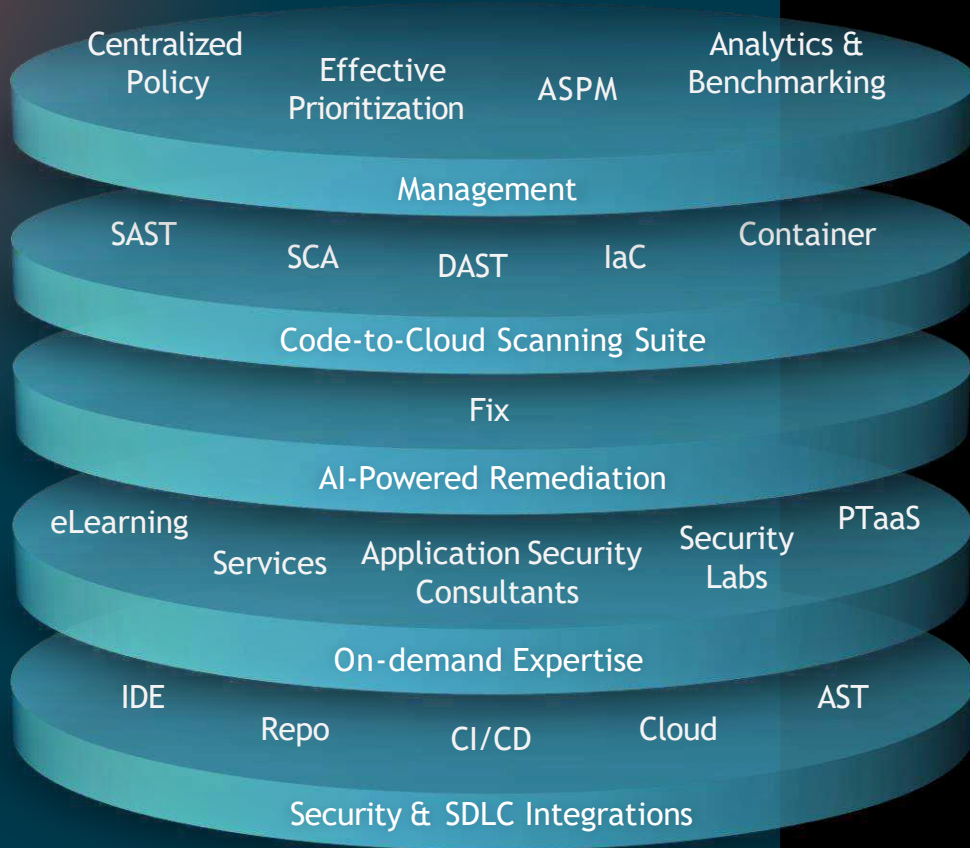 Centralized
Policy
Effective
Prioritization
ASPM
Analytics &
Benchmarking
Management
SAST
SCA
DAST
IaC
Container
Code-to-Cloud Scanning Suite
Fix
AI-Powered Remediation
eLearning
Services
Application Security
Consultants
Security
Labs
PTaaS
On-demand Expertise
IDE
Repo
CI/CD
Cloud
AST
Security & SDLC Integrations